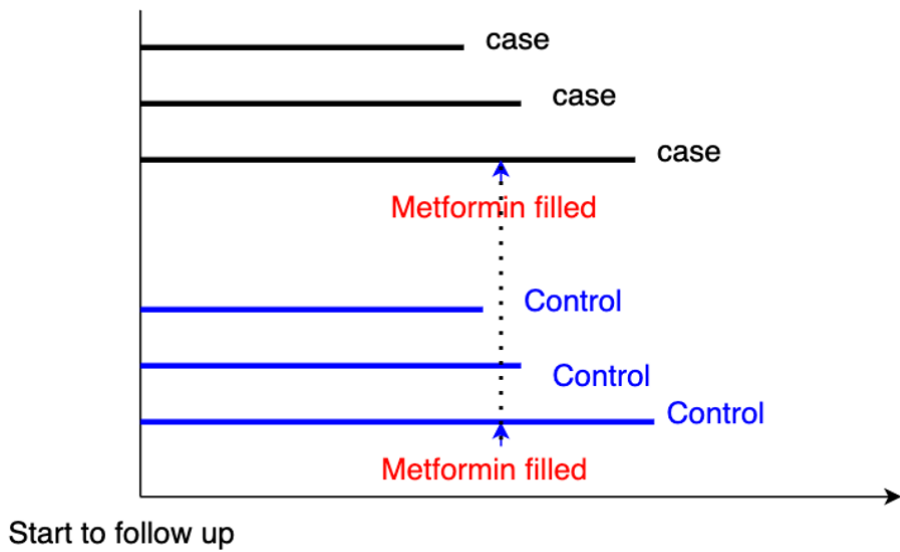 case
case
case
Metformin filled
Control
Control
Control
Metformin filled
Start to follow up